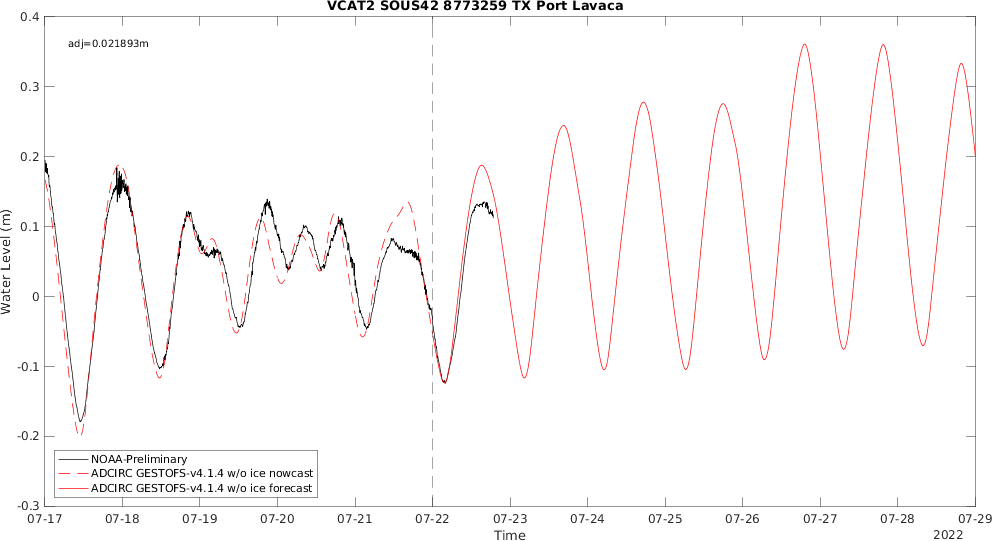 VCAT2 SOUS42 8773259 TX Port Lavaca
adj=0.021893m
Water Level (m)
0.4
0.3
0.2
0.1
0
-0.1
-0.2
-0.3
NOAA-Preliminary
ADCIRC GESTOFS-v4.1.4 w/o ice nowcast
ADCIRC GESTOFS-v4.1.4 w/o ice forecast
07-17 07-18 07-19 07-20 07-21 07-22 07-23 07-24 07-25 07-26 07-27 07-28 07-29
Time
2022